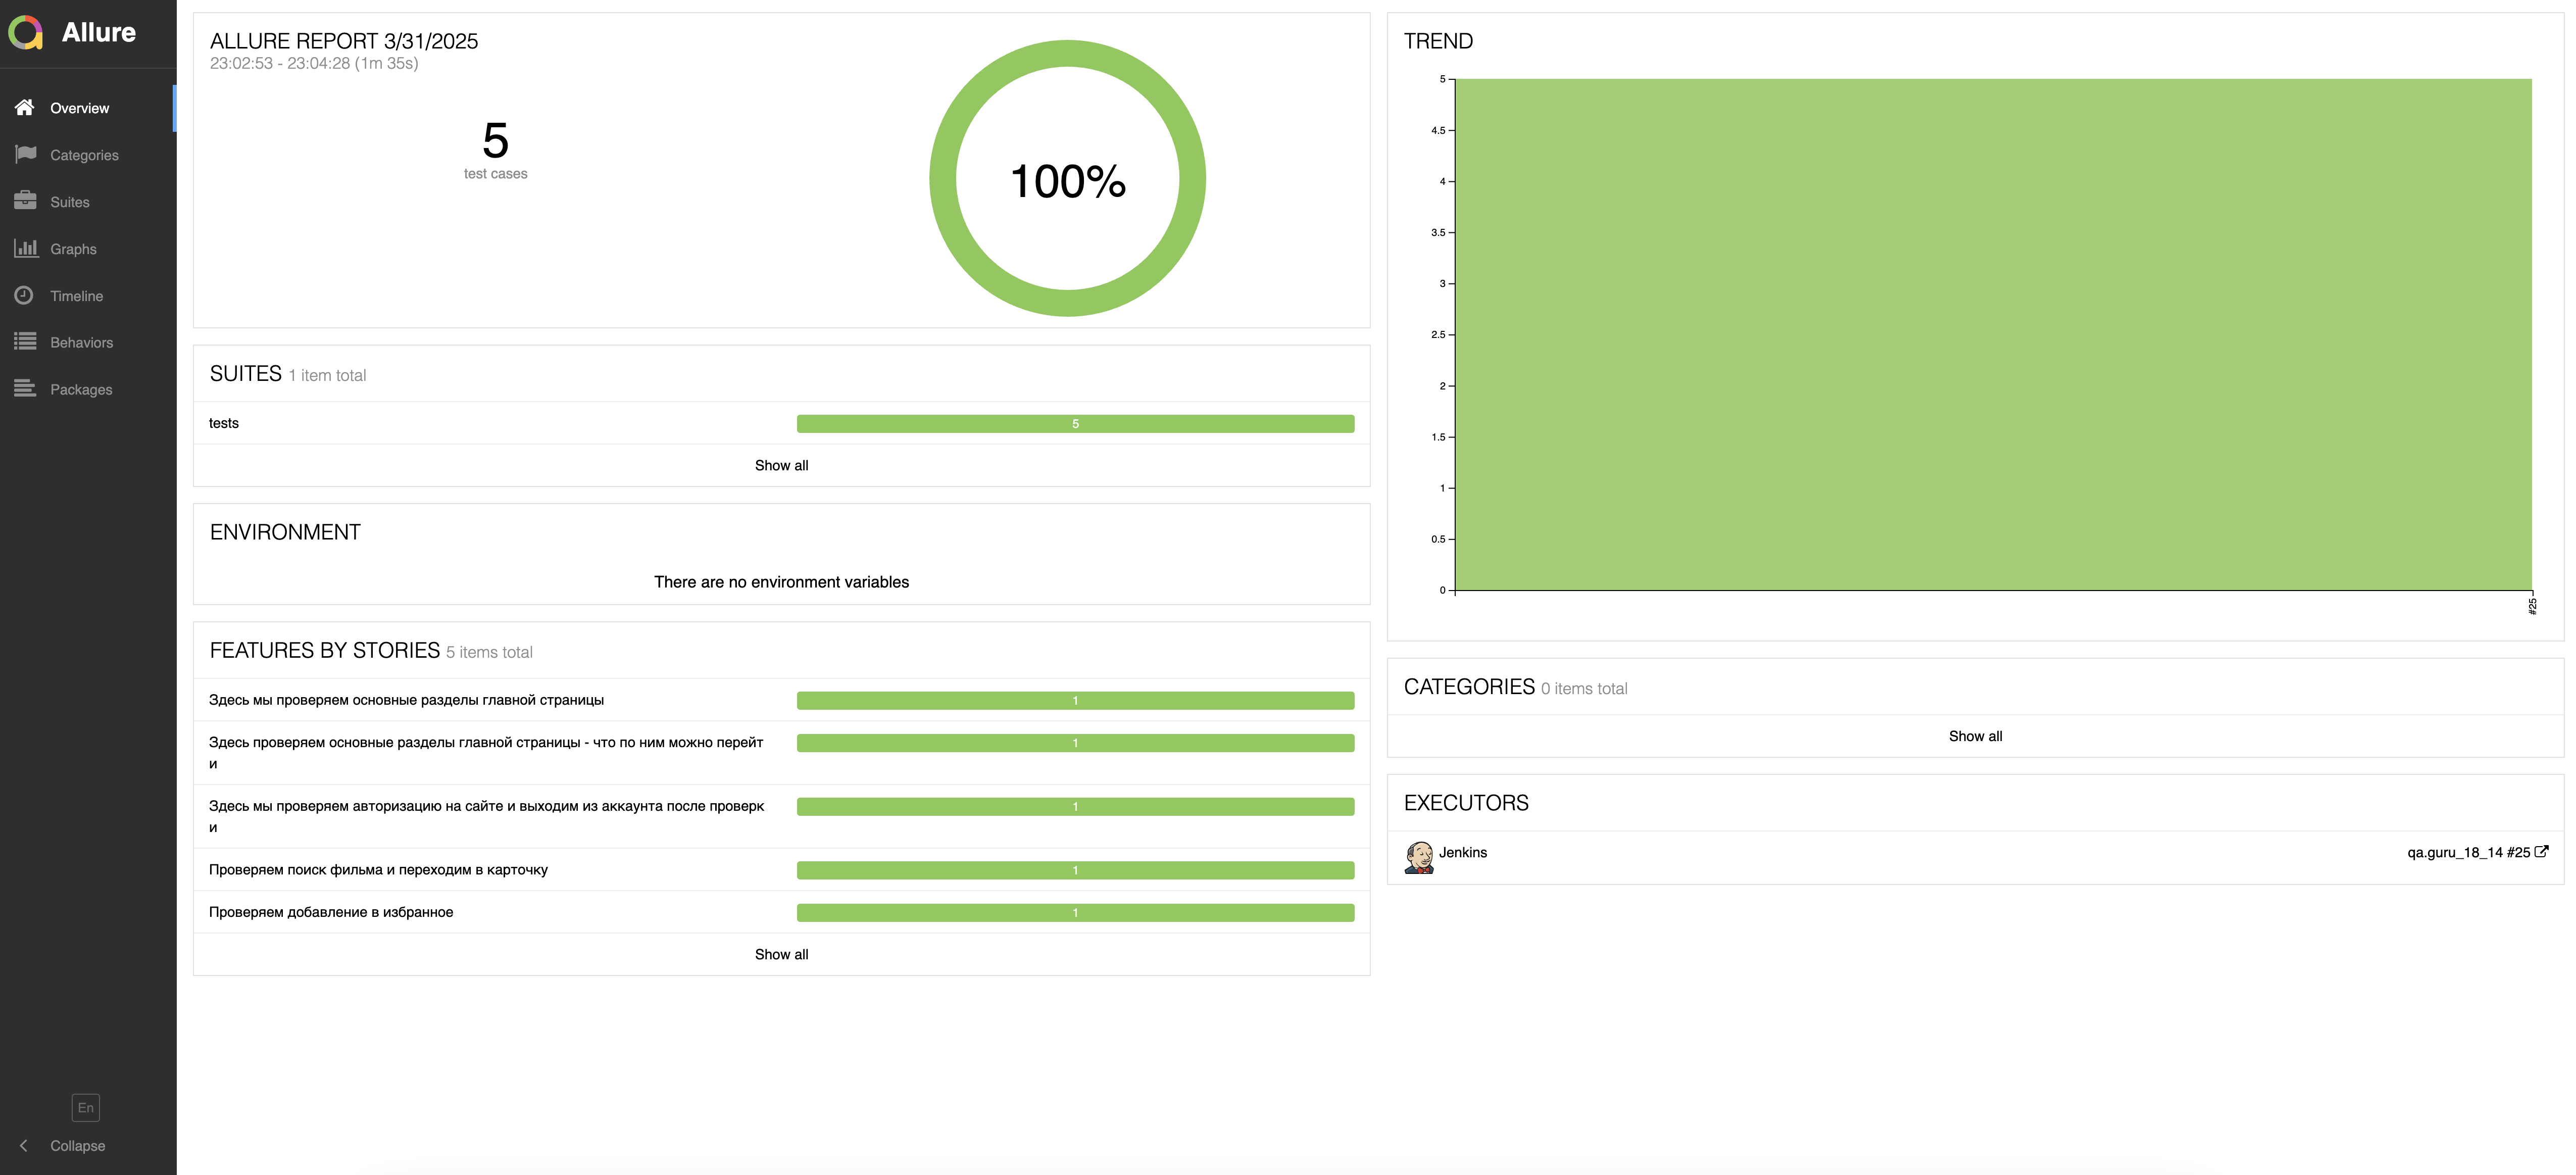 Allure
Overview
Categories
Suites
Graphs
Timeline
Behaviors
Packages
En
Collapse
ALLURE REPORT 3/31/2025
23:02:53 - 23:04:28 (1m 35s)
5
test cases
100%
SUITES 1 item total
tests 5
Show all
ENVIRONMENT
There are no environment variables
FEATURES BY STORIES 5 items total
Здесь мы проверяем основные разделы главной страницы 1
Здесь проверяем основные разделы главной страницы - что по ним можно перейт 1
и
Здесь мы проверяем авторизацию на сайте и выходим из аккаунта после проверк 1
и
Проверяем поиск фильма и переходим в карточку 1
Проверяем добавление в избранное 1
Show all
TREND
5
4.5
4
3.5
3
2.5
2
1.5
1
0.5
0
#25
CATEGORIES 0 items total
Show all
EXECUTORS
Jenkins qa.guru_18_14 #25